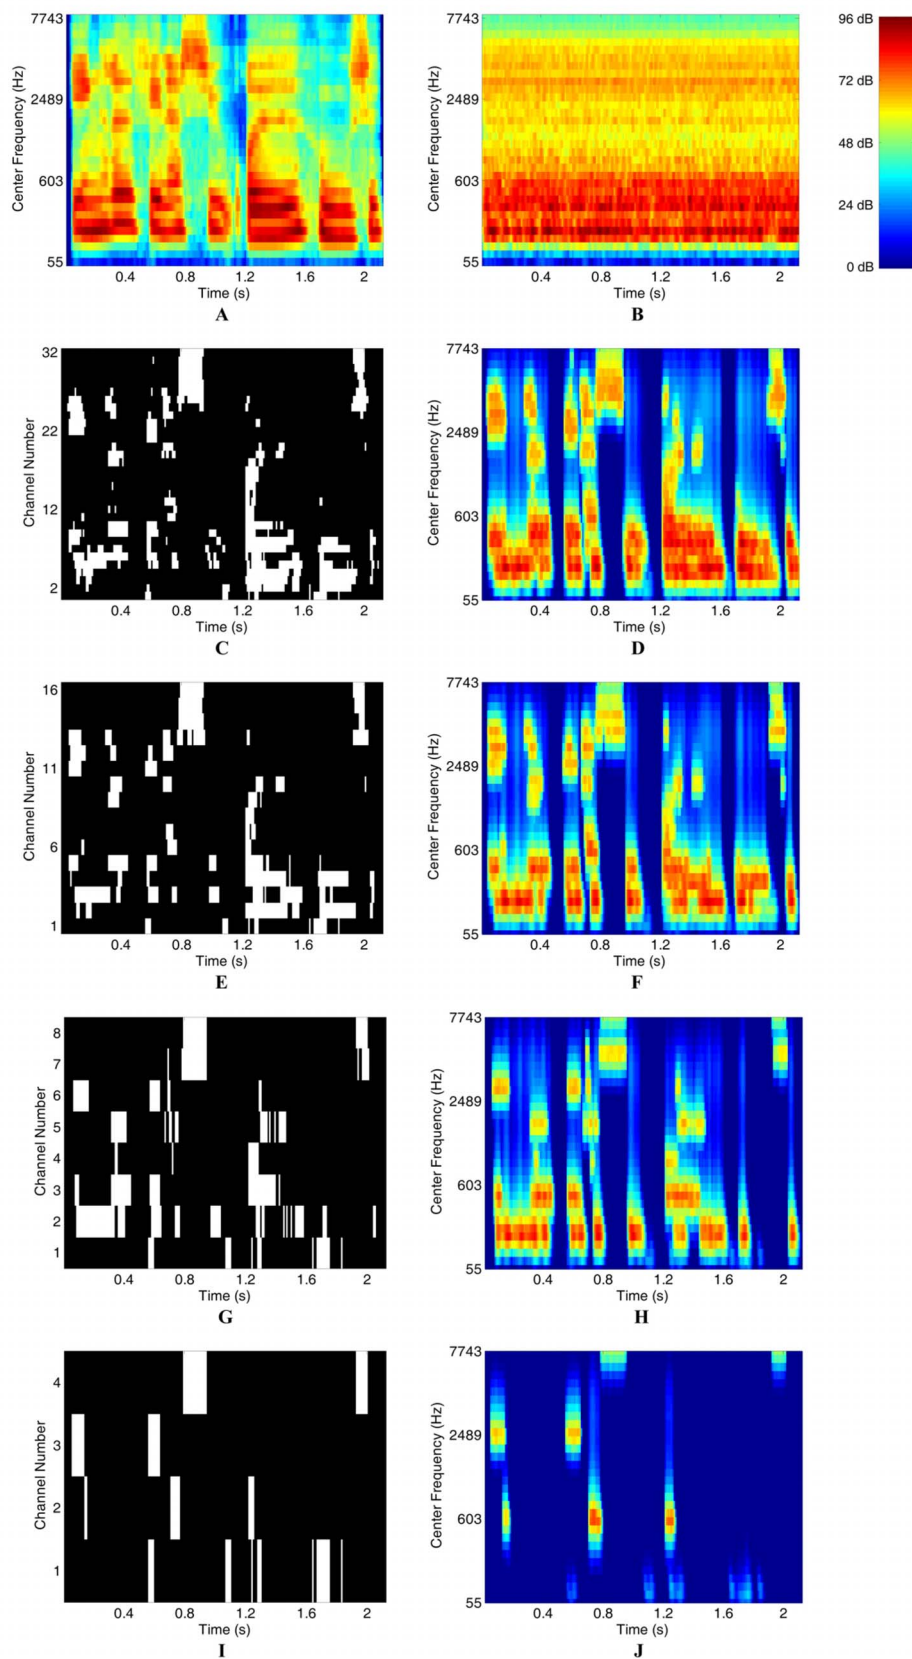 7743
2489
603
55
Center Frequency (Hz)
0.4 0.8 1.2 1.6 2
Time (s)
A
7743
2489
603
55
Center Frequency (Hz)
0.4 0.8 1.2 1.6 2
Time (s)
B
96 dB
72 dB
48 dB
24 dB
0 dB
32
22
12
2
Channel Number
0.4 0.8 1.2 1.6 2
Time (s)
C
7743
2489
603
55
Center Frequency (Hz)
0.4 0.8 1.2 1.6 2
Time (s)
D
16
11
6
1
Channel Number
0.4 0.8 1.2 1.6 2
Time (s)
E
7743
2489
603
55
Center Frequency (Hz)
0.4 0.8 1.2 1.6 2
Time (s)
F
8
7
6
5
4
3
2
1
Channel Number
0.4 0.8 1.2 1.6 2
Time (s)
G
7743
2489
603
55
Center Frequency (Hz)
0.4 0.8 1.2 1.6 2
Time (s)
H
4
3
2
1
Channel Number
0.4 0.8 1.2 1.6 2
Time (s)
I
7743
2489
603
55
Center Frequency (Hz)
0.4 0.8 1.2 1.6 2
Time (s)
J